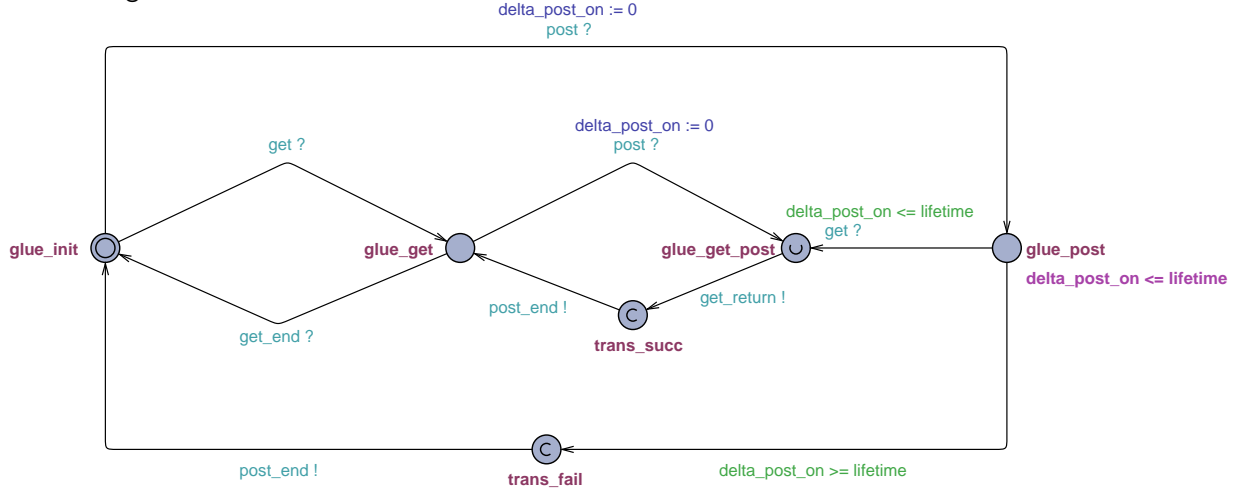 delta_post_on := 0
post ?
get ?
delta_post_on := 0
post ?
delta_post_on <= lifetime
get ?
glue_init
glue_get
glue_get_post
glue_post
delta_post_on <= lifetime
get_return !
post_end !
get_end ?
trans_succ
post_end !
delta_post_on >= lifetime
trans_fail